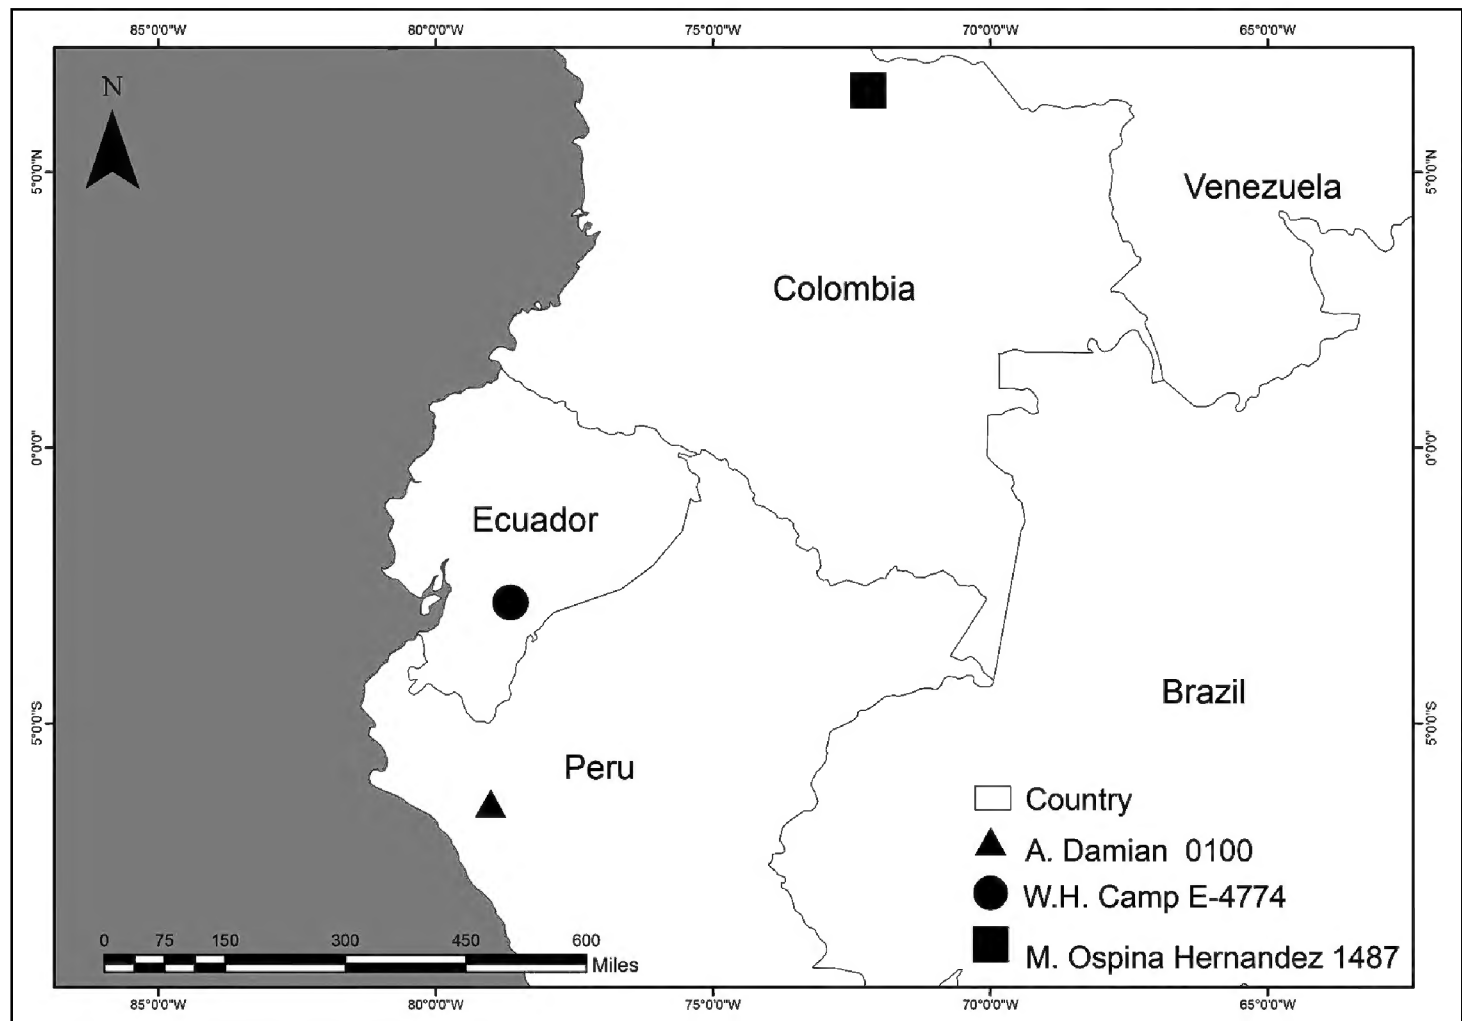 85°0'0"W 80°0'0"W 75°0'0"W 70°0'0"W 65°0'0"W
N
5°0'0"N
5°0'0"N
Venezuela
Colombia
0°0'0"
0°0'0"
Ecuador
Brazil
5°0'0"S
5°0'0"S
Peru
Country
A. Damian 0100
W.H. Camp E-4774
M. Ospina Hernandez 1487
0 75 150 300 450 600
Miles
85°0'0"W 80°0'0"W 75°0'0"W 70°0'0"W 65°0'0"W